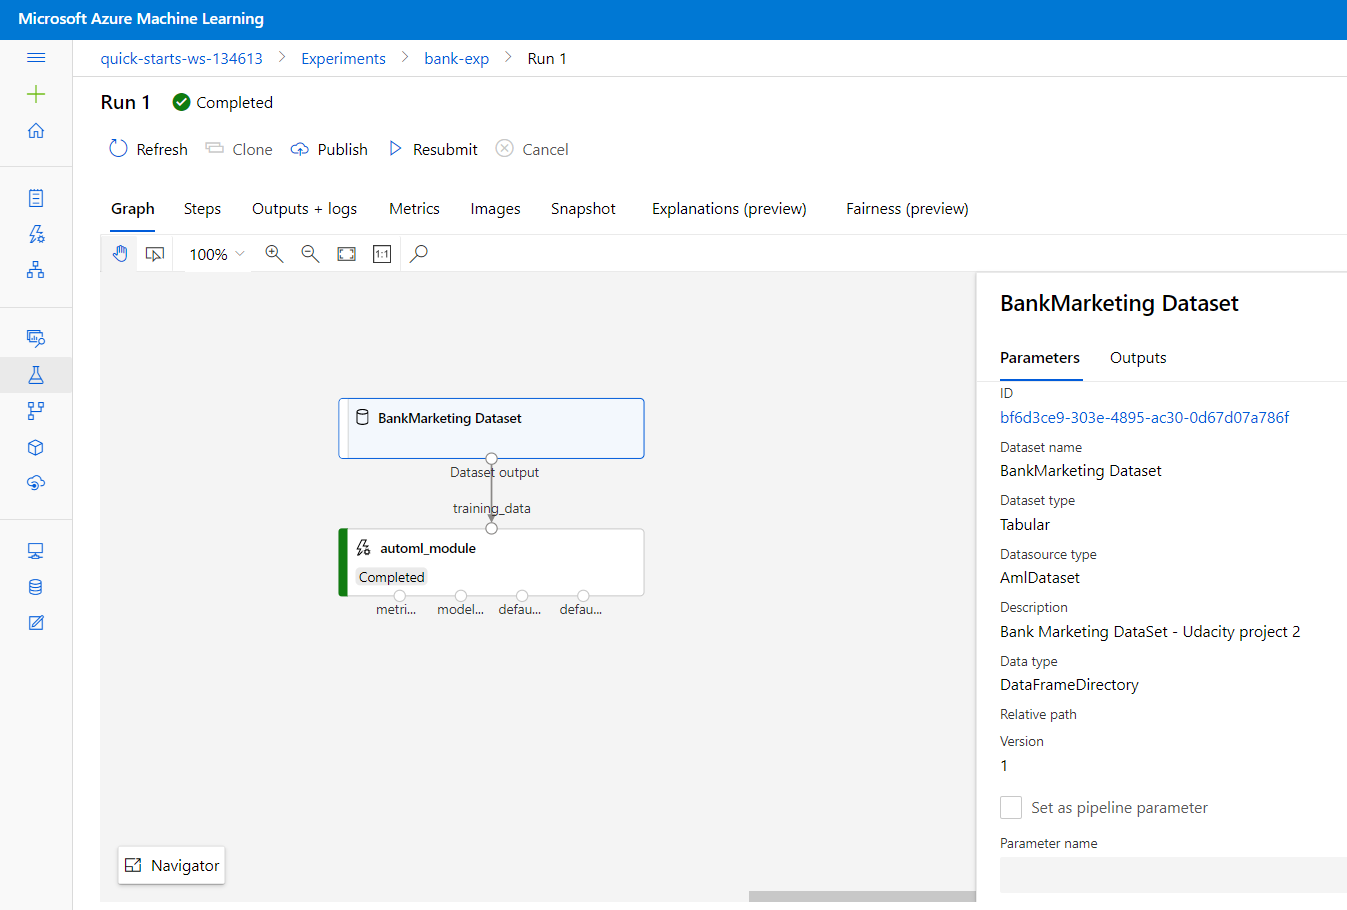 Microsoft Azure Machine Learning
quick-starts-ws-134613 > Experiments > bank-exp > Run 1
Run 1 Completed
Refresh Clone Publish Resubmit Cancel
Graph Steps Outputs + logs Metrics Images Snapshot Explanations (preview) Fairness (preview)
100% 1:1
BankMarketing Dataset
Dataset output
training_data
automl_module
Completed
metri... model... defau... defau...
Navigator
BankMarketing Dataset
Parameters Outputs
ID
bf6d3ce9-303e-4895-ac30-0d67d07a786f
Dataset name
BankMarketing Dataset
Dataset type
Tabular
Datasource type
AmlDataset
Description
Bank Marketing DataSet - Udacity project 2
Data type
DataFrameDirectory
Relative path
Version
1
Set as pipeline parameter
Parameter name